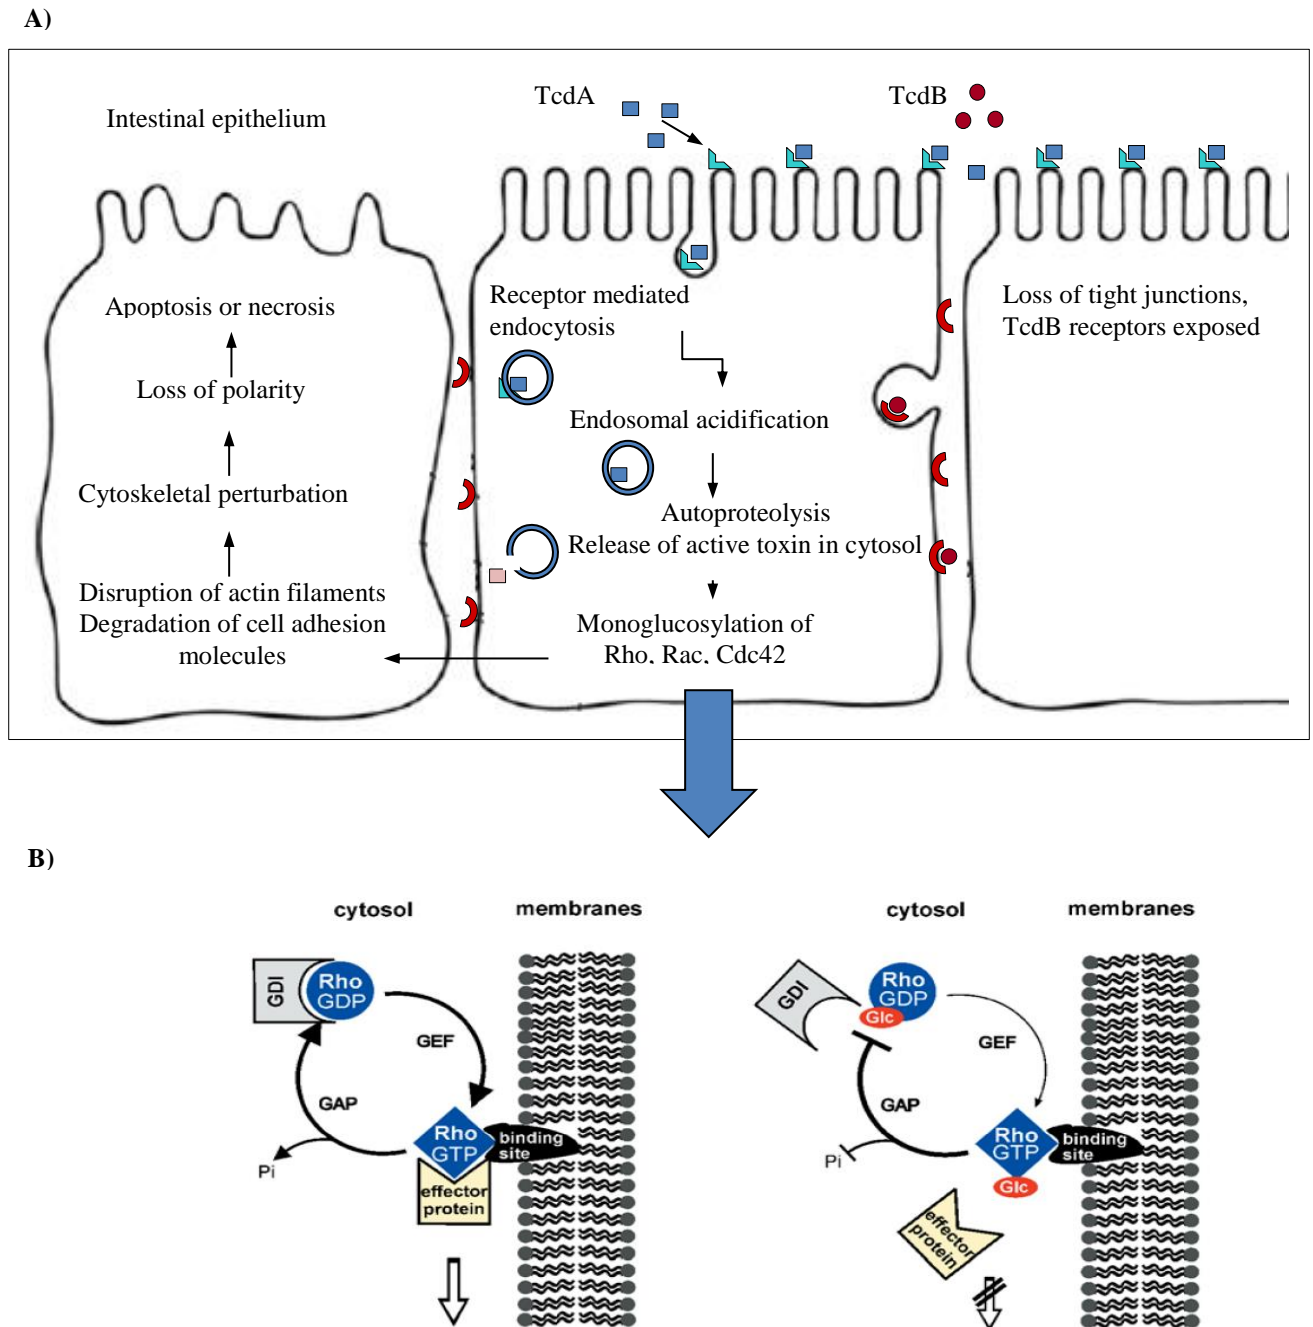 A)
TcdA
TcdB
Intestinal epithelium
Apoptosis or necrosis
Loss of polarity
Cytoskeletal perturbation
Disruption of actin filaments
Degradation of cell adhesion
molecules
Receptor mediated
endocytosis
Endosomal acidification
Autoproteolysis
Release of active toxin in cytosol
Monoglucosylation of
Rho, Rac, Cdc42
Loss of tight junctions,
TcdB receptors exposed
B)
cytosol
membranes
GDI
Rho
GDP
GEF
GAP
Pi
Rho
GTP
binding
site
effector
protein
cytosol
membranes
GDI
Rho
GDP
Glc
GEF
GAP
Pi
Rho
GTP
Glc
binding
site
effector
protein